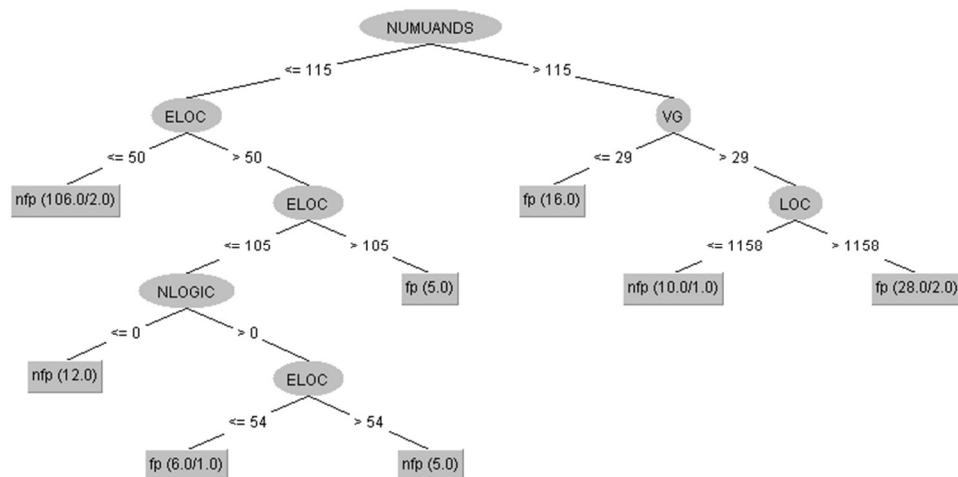 NUMUANDS
<= 115
> 115
ELOC
VG
<= 50
> 50
<= 29
> 29
nfp (106.0/2.0)
ELOC
fp (16.0)
LOC
<= 105
> 105
<= 1158
> 1158
NLOGIC
fp (5.0)
nfp (10.0/1.0)
fp (28.0/2.0)
<= 0
> 0
nfp (12.0)
ELOC
<= 54
> 54
fp (6.0/1.0)
nfp (5.0)